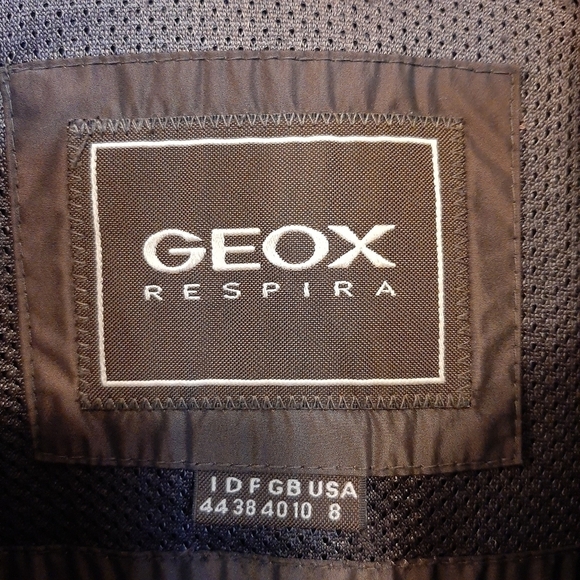 GEOX
RESPIRA
I D F GB USA
44 38 40 10 8